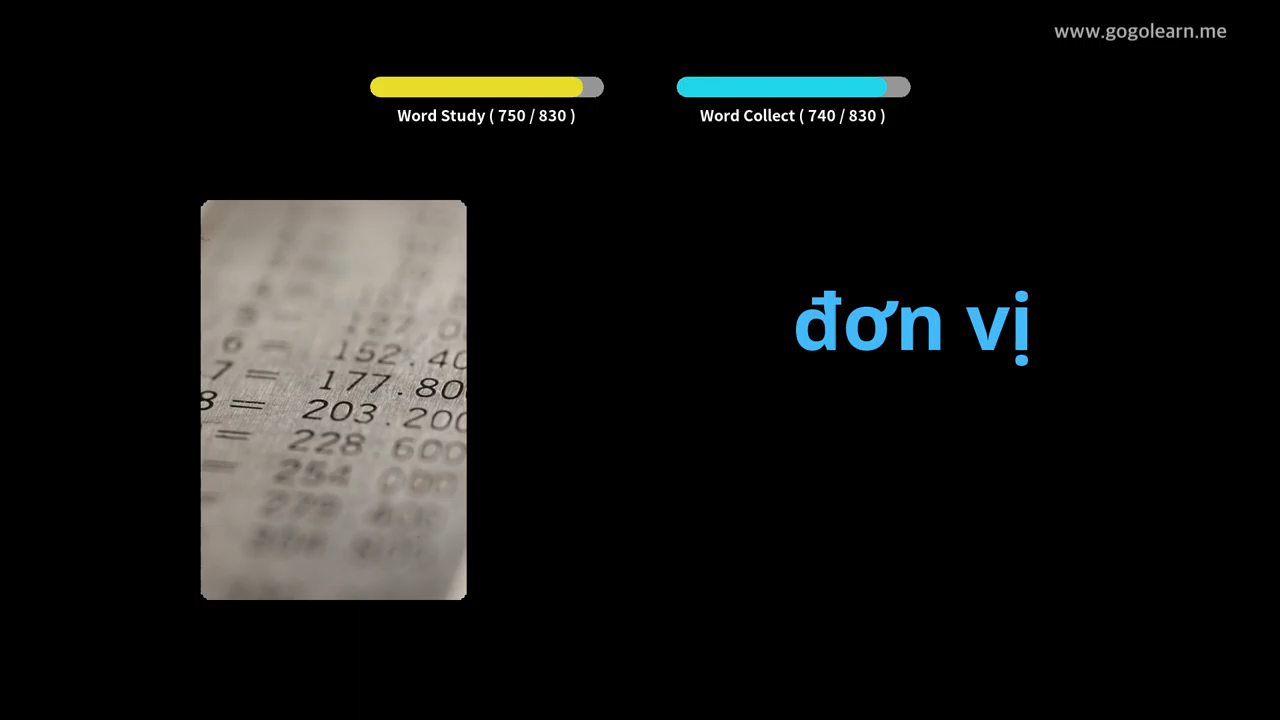 www.gogolearn.me
Word Study ( 750 / 830 )
Word Collect ( 740 / 830 )
đơn vị
6 = 152.40
7 = 177.80
8 = 203.200
= 228.600
= 254